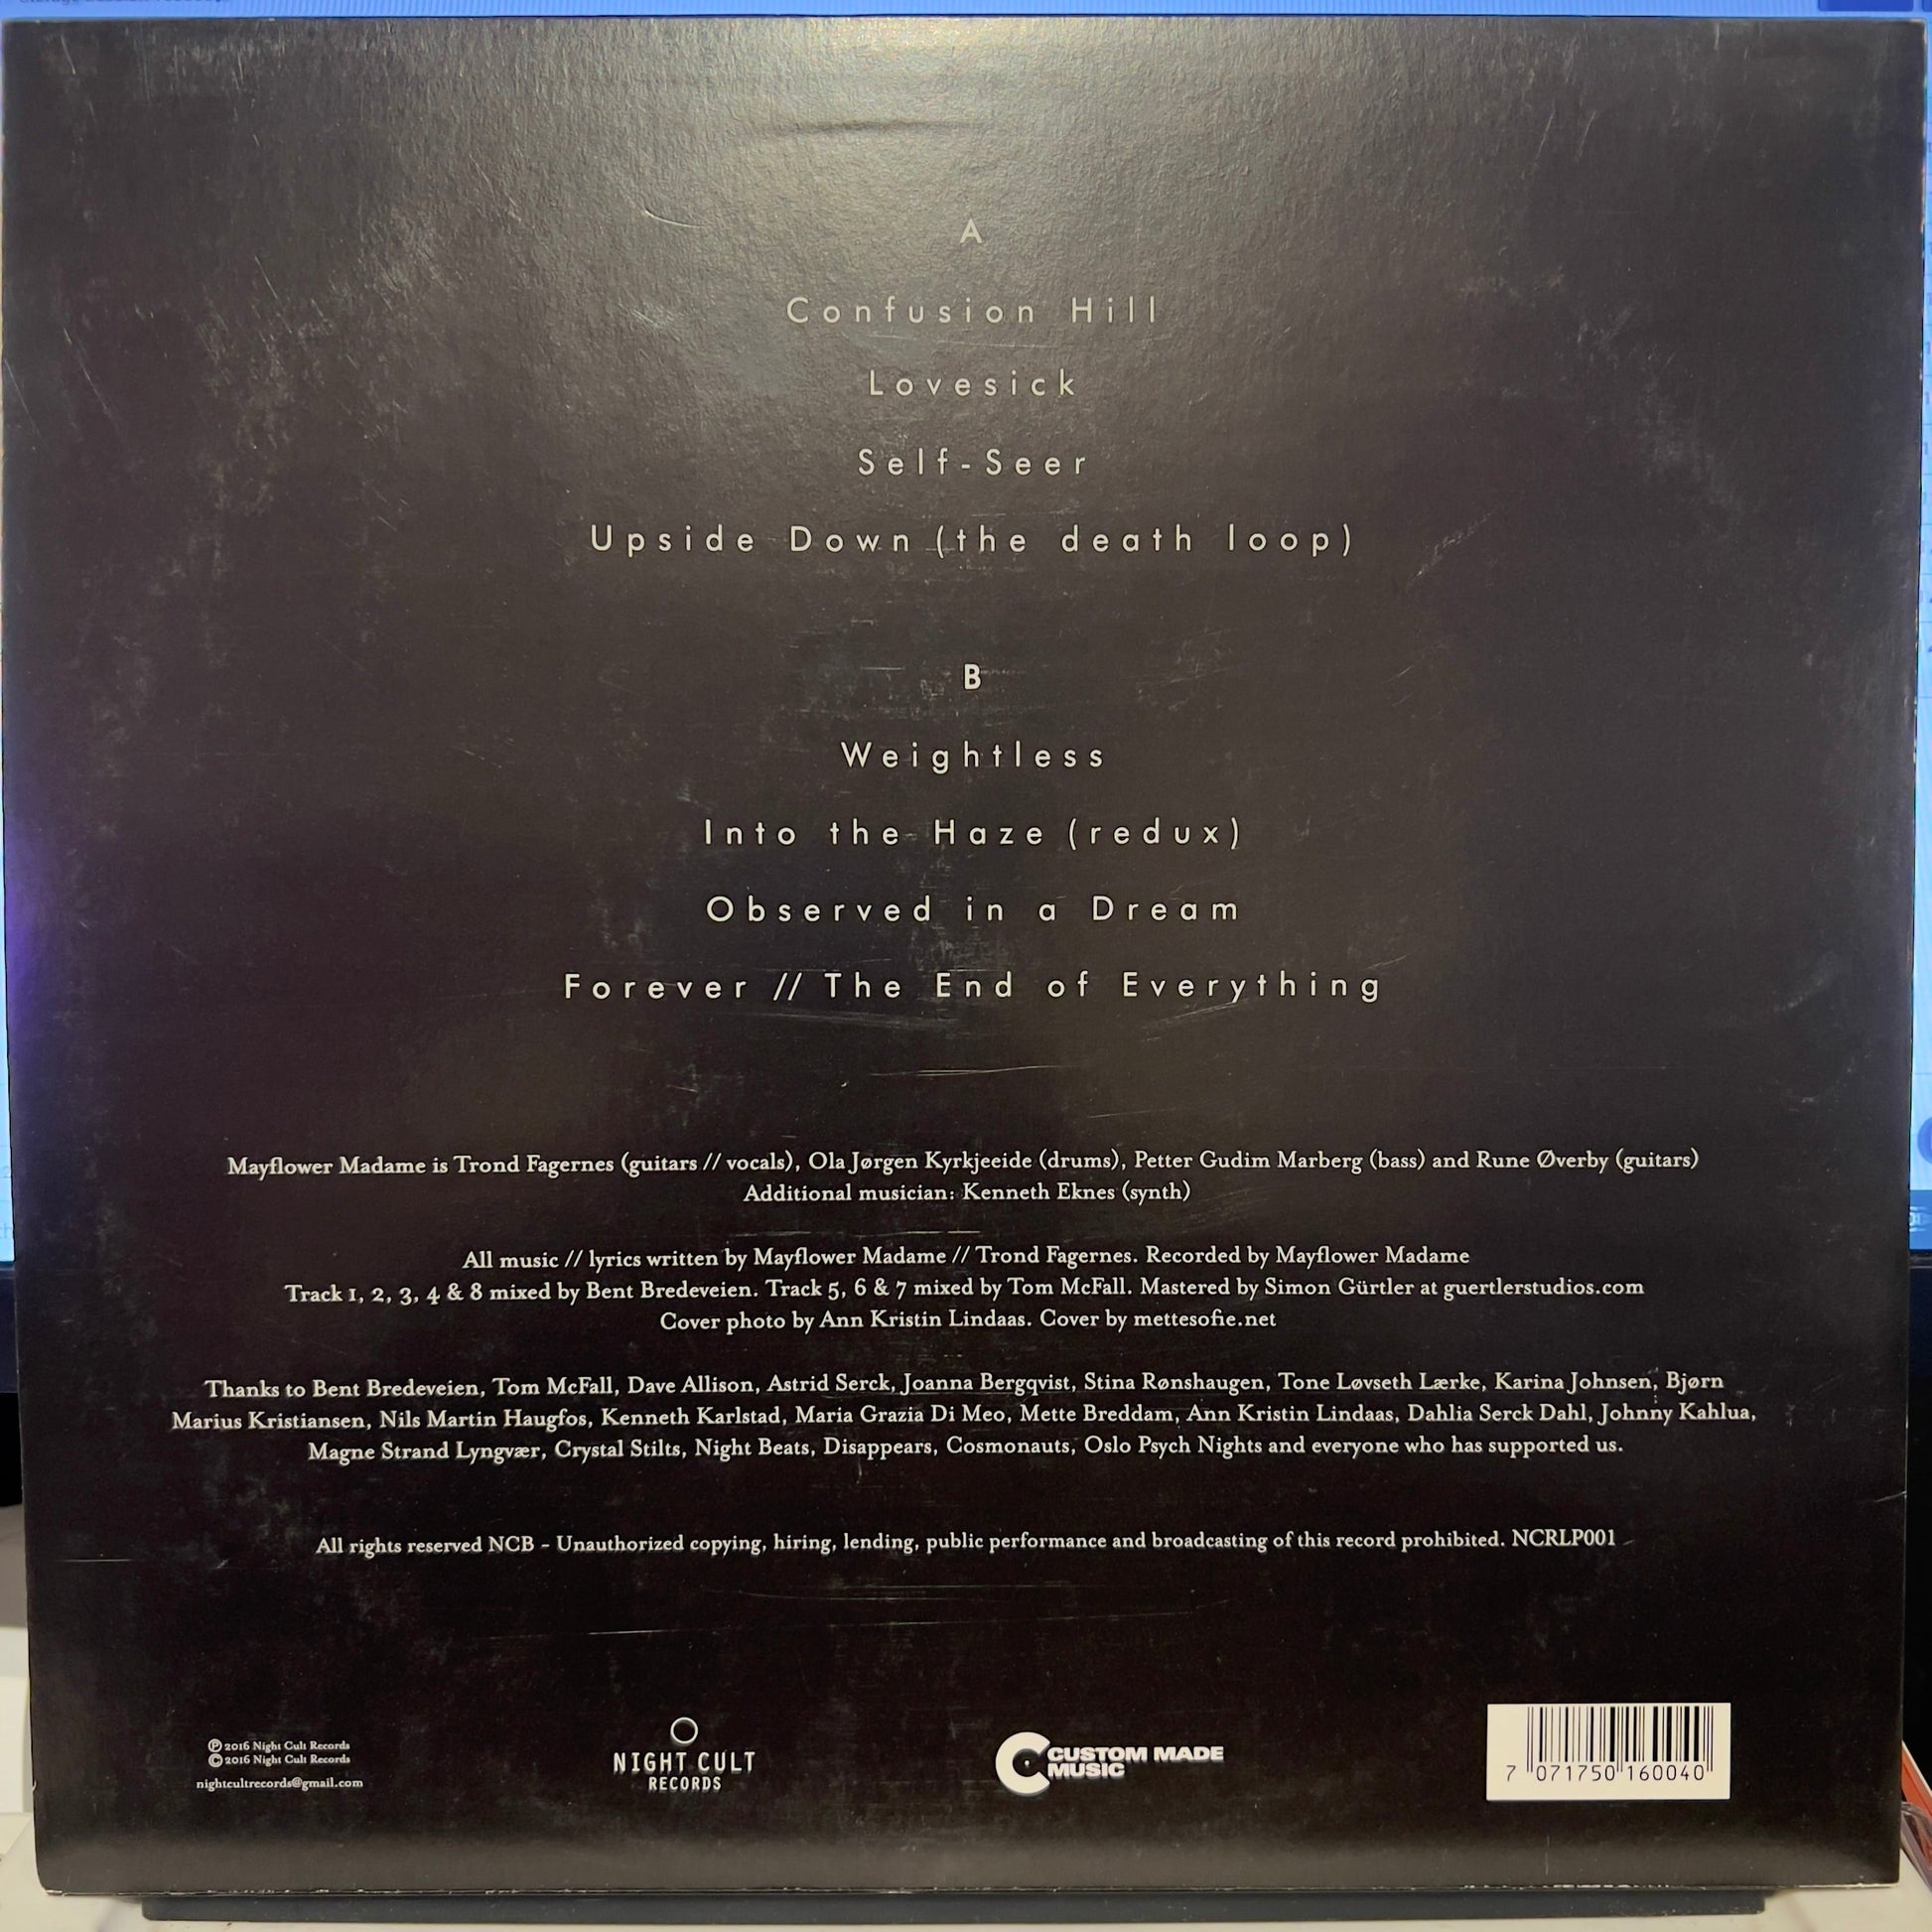 A
Confusion Hill
Lovesick
Self-Seer
Upside Down (the death loop)
B
Weightless
Into the Haze (redux)
Observed in a Dream
Forever // The End of Everything
Mayflower Madame is Trond Fagernes (guitars // vocals), Ola Jørgen Kyrkjeeide (drums), Petter Gudim Marberg (bass) and Rune Øverby (guitars)
Additional musician: Kenneth Eknes (synth)
All music // lyrics written by Mayflower Madame // Trond Fagernes. Recorded by Mayflower Madame
Track 1, 2, 3, 4 & 8 mixed by Bent Bredeveien. Track 5, 6 & 7 mixed by Tom McFall. Mastered by Simon Gürtler at guertlerstudios.com
Cover photo by Ann Kristin Lindaas. Cover by mettesofie.net
Thanks to Bent Bredeveien, Tom McFall, Dave Allison, Astrid Serck, Joanna Bergqvist, Stina Rønshaugen, Tone Løvseth Lærke, Karina Johnsen, Bjørn
Marius Kristiansen, Nils Martin Haugfos, Kenneth Karlstad, Maria Grazia Di Meo, Mette Breddam, Ann Kristin Lindaas, Dahlia Serck Dahl, Johnny Kahlua,
Magne Strand Lyngvær, Crystal Stilts, Night Beats, Disappears, Cosmonauts, Oslo Psych Nights and everyone who has supported us.
All rights reserved NCB - Unauthorized copying, hiring, lending, public performance and broadcasting of this record prohibited. NCRLP001
Ⓟ 2016 Night Cult Records
© 2016 Night Cult Records
nightcultrecords@gmail.com
NIGHT CULT
RECORDS
CUSTOM MADE
MUSIC
7 071750 160040